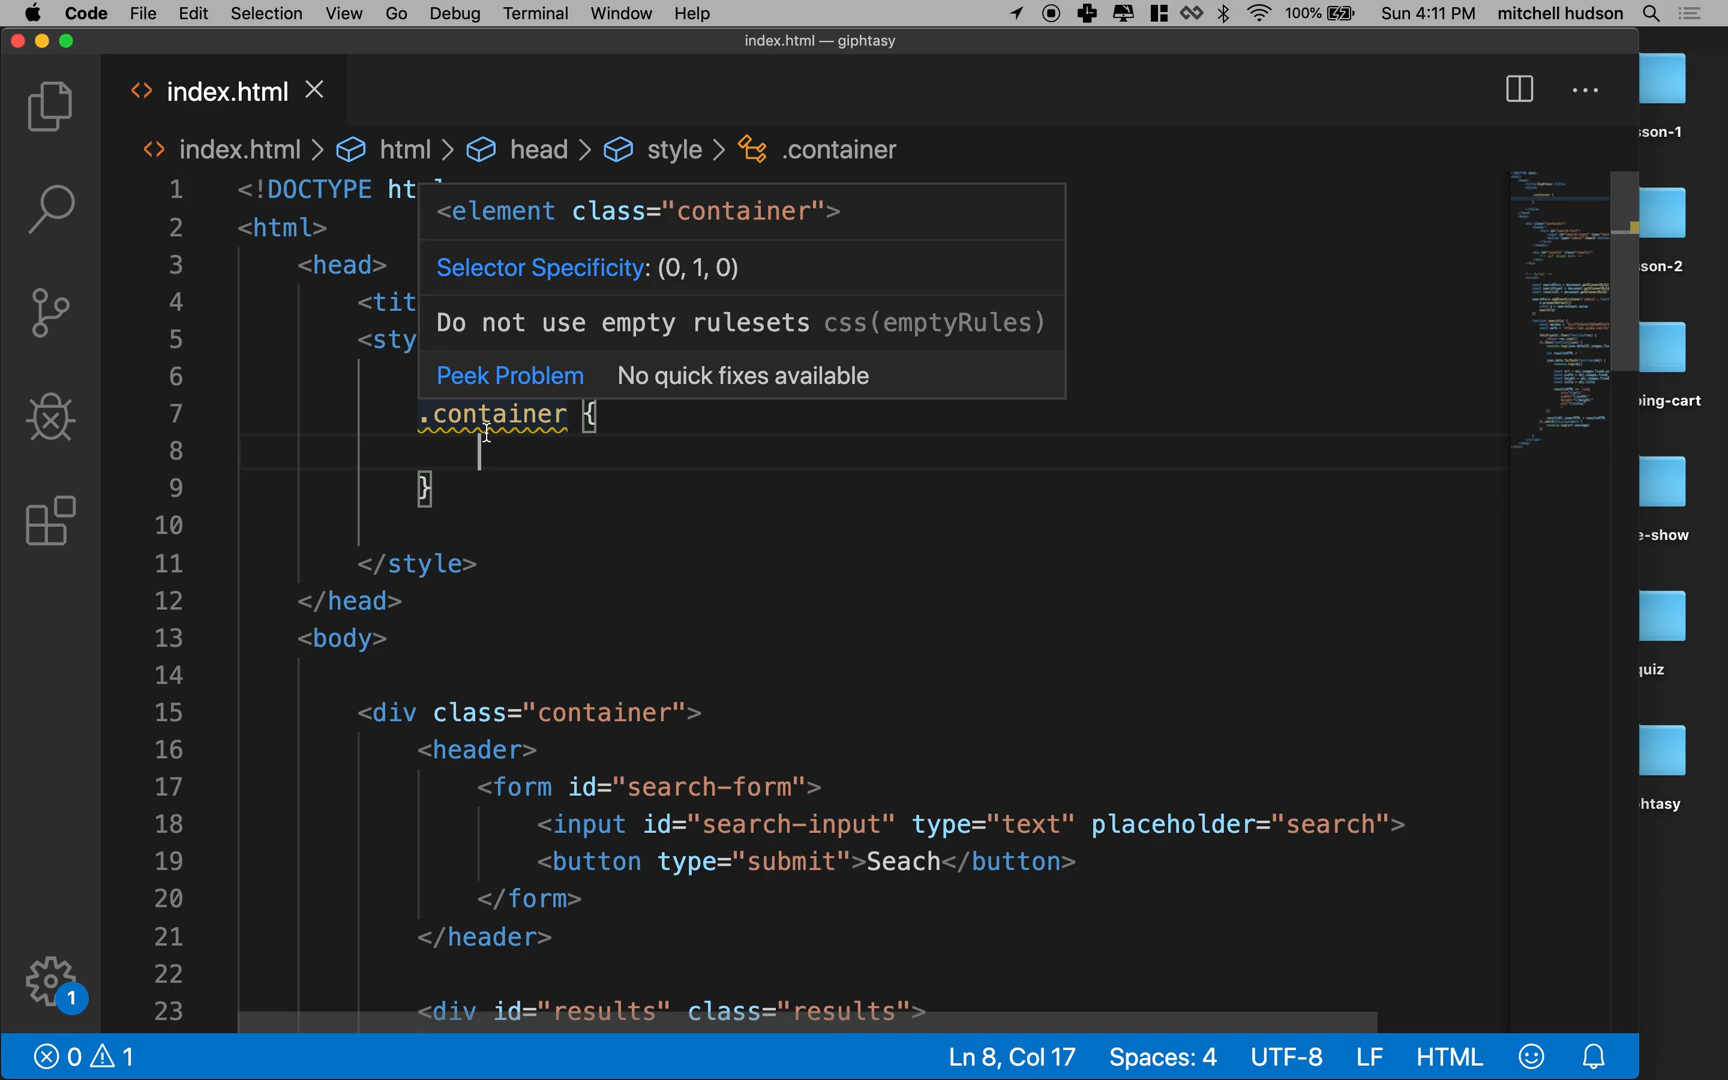 Code File Edit Selection View Go Debug Terminal Window Help 100% Sun 4:11 PM mitchell hudson
index.html — giphtasy
<> index.html
<> index.html > html > head > style > .container
1 <!DOCTYPE ht
<element class="container">
2 <html>
Selector Specificity: (0, 1, 0)
3 <head>
4 <tit
Do not use empty rulesets css(emptyRules)
5 <sty
6
Peek Problem No quick fixes available
7 .container {
8
9 }
10
11 </style>
12 </head>
13 <body>
14
15 <div class="container">
16 <header>
17 <form id="search-form">
18 <input id="search-input" type="text" placeholder="search">
19 <button type="submit">Seach</button>
20 </form>
21 </header>
22
23 <div id="results" class="results">
1
0 1 Ln 8, Col 17 Spaces: 4 UTF-8 LF HTML
son-1
son-2
ping-cart
e-show
quiz
htasy